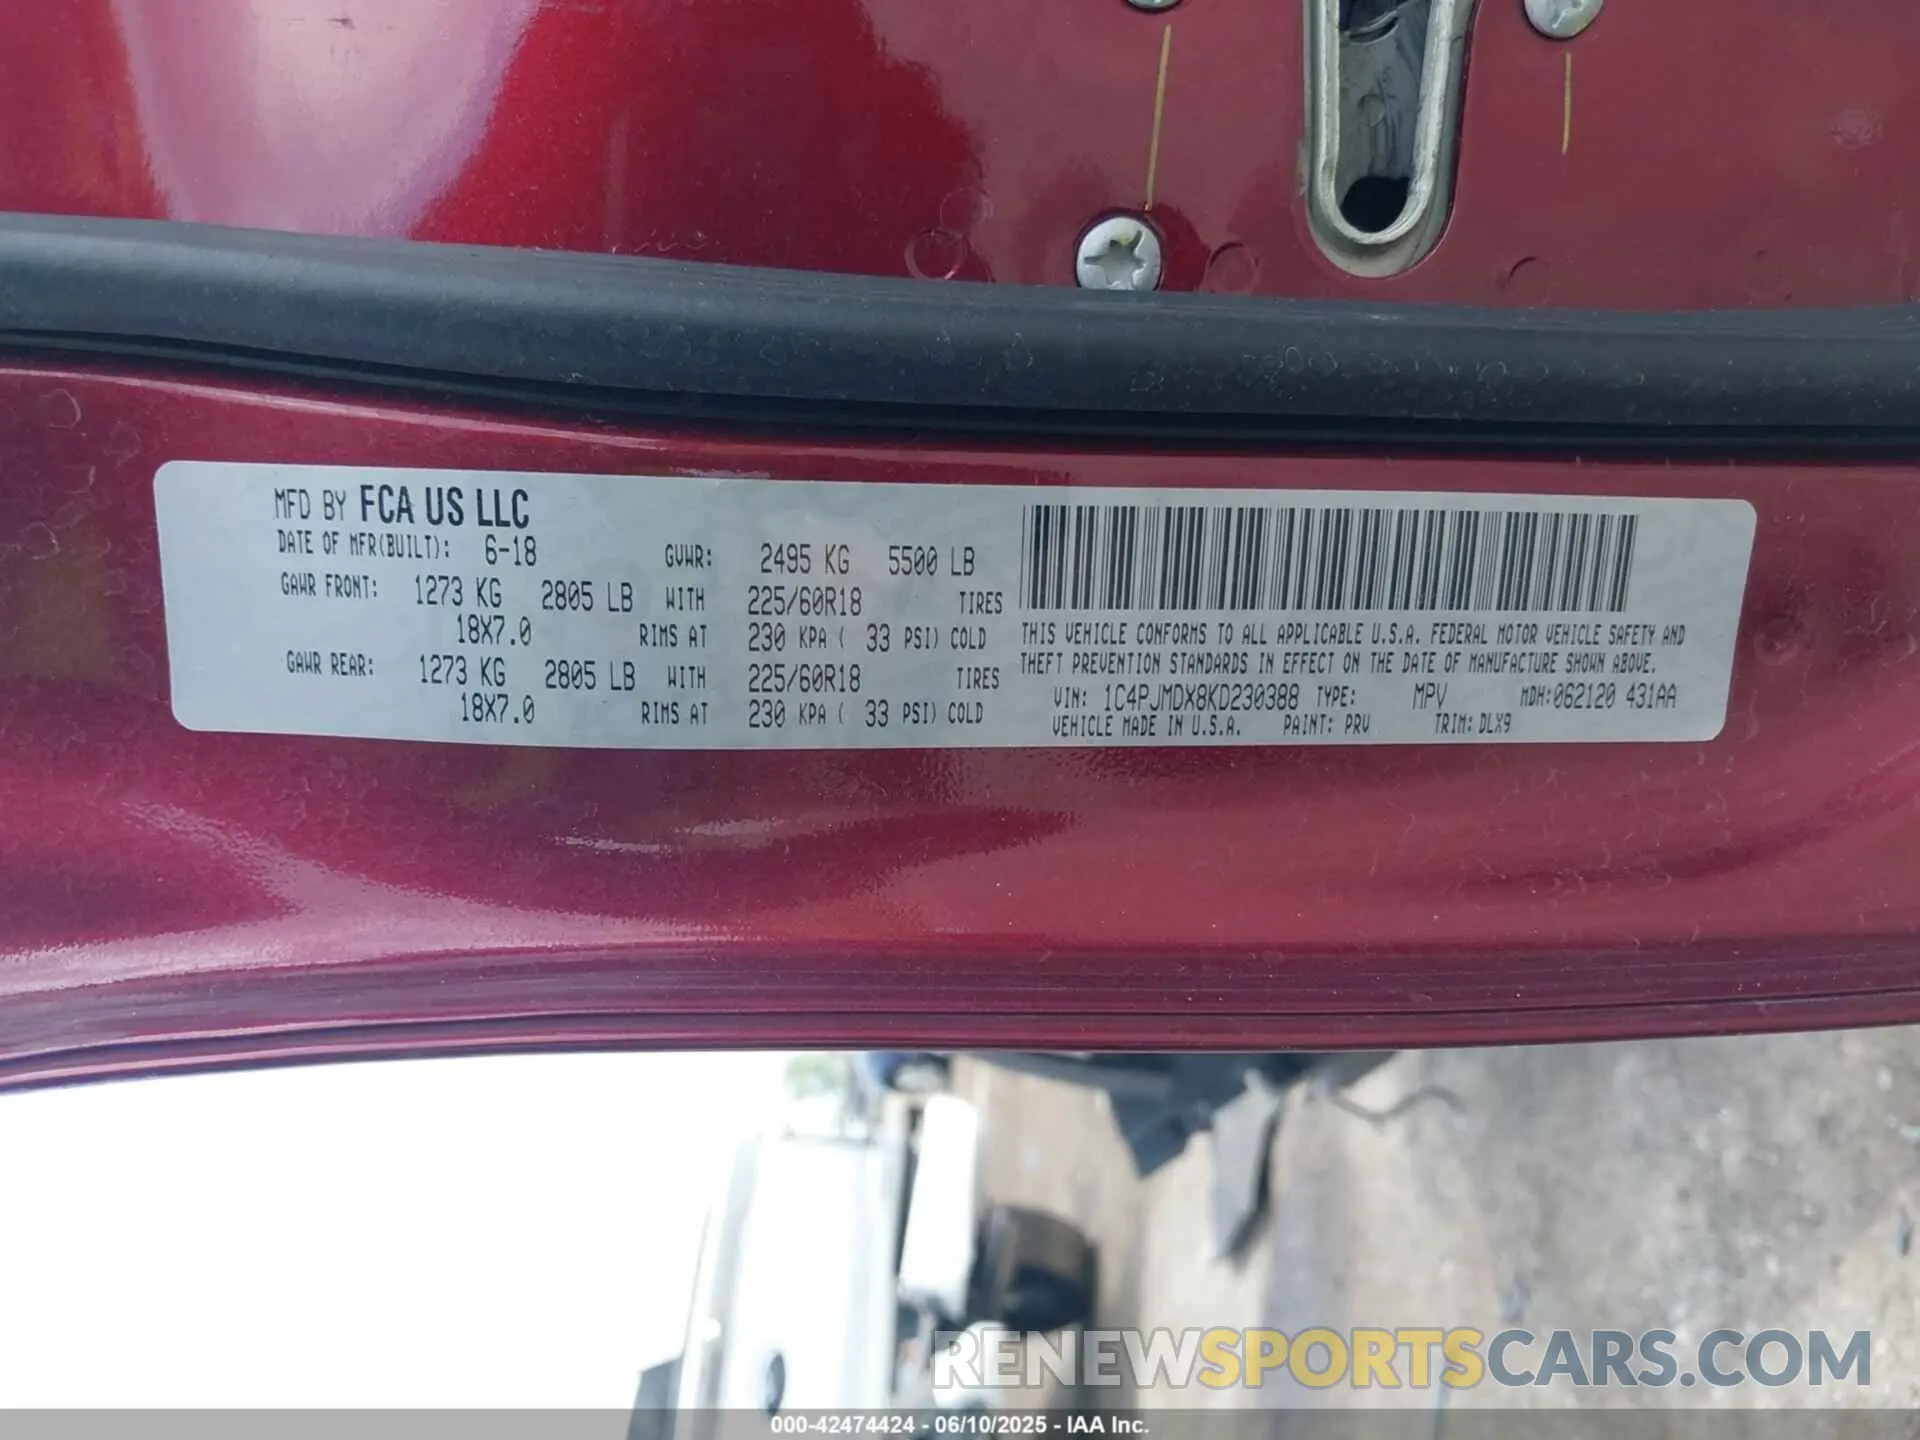 MFD BY FCA US LLC
DATE OF MFR(BUILT): 6-18 GVWR: 2495 KG 5500 LB
GAWR FRONT: 1273 KG 2805 LB WITH 225/60R18 TIRES
18X7.0 RIMS AT 230 KPA ( 33 PSI) COLD
GAWR REAR: 1273 KG 2805 LB WITH 225/60R18 TIRES
18X7.0 RIMS AT 230 KPA ( 33 PSI) COLD
THIS VEHICLE CONFORMS TO ALL APPLICABLE U.S.A. FEDERAL MOTOR VEHICLE SAFETY AND
THEFT PREVENTION STANDARDS IN EFFECT ON THE DATE OF MANUFACTURE SHOWN ABOVE.
VIN: 1C4PJMDX8KD230388 TYPE: MPV MDH:062120 431AA
VEHICLE MADE IN U.S.A. PAINT: PRV TRIM: DLX9
RENEWSPORTSCARS.COM
000-42474424 - 06/10/2025 - IAA Inc.